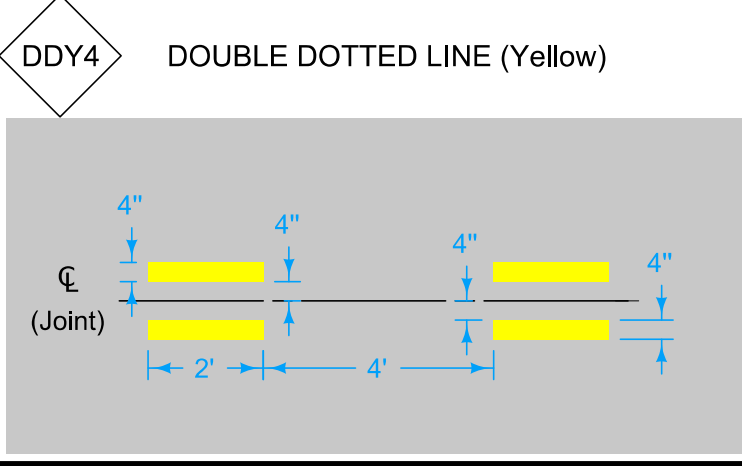 DDY4
DOUBLE DOTTED LINE (Yellow)
4"
4"
4"
4"
℄
(Joint)
2'
4'